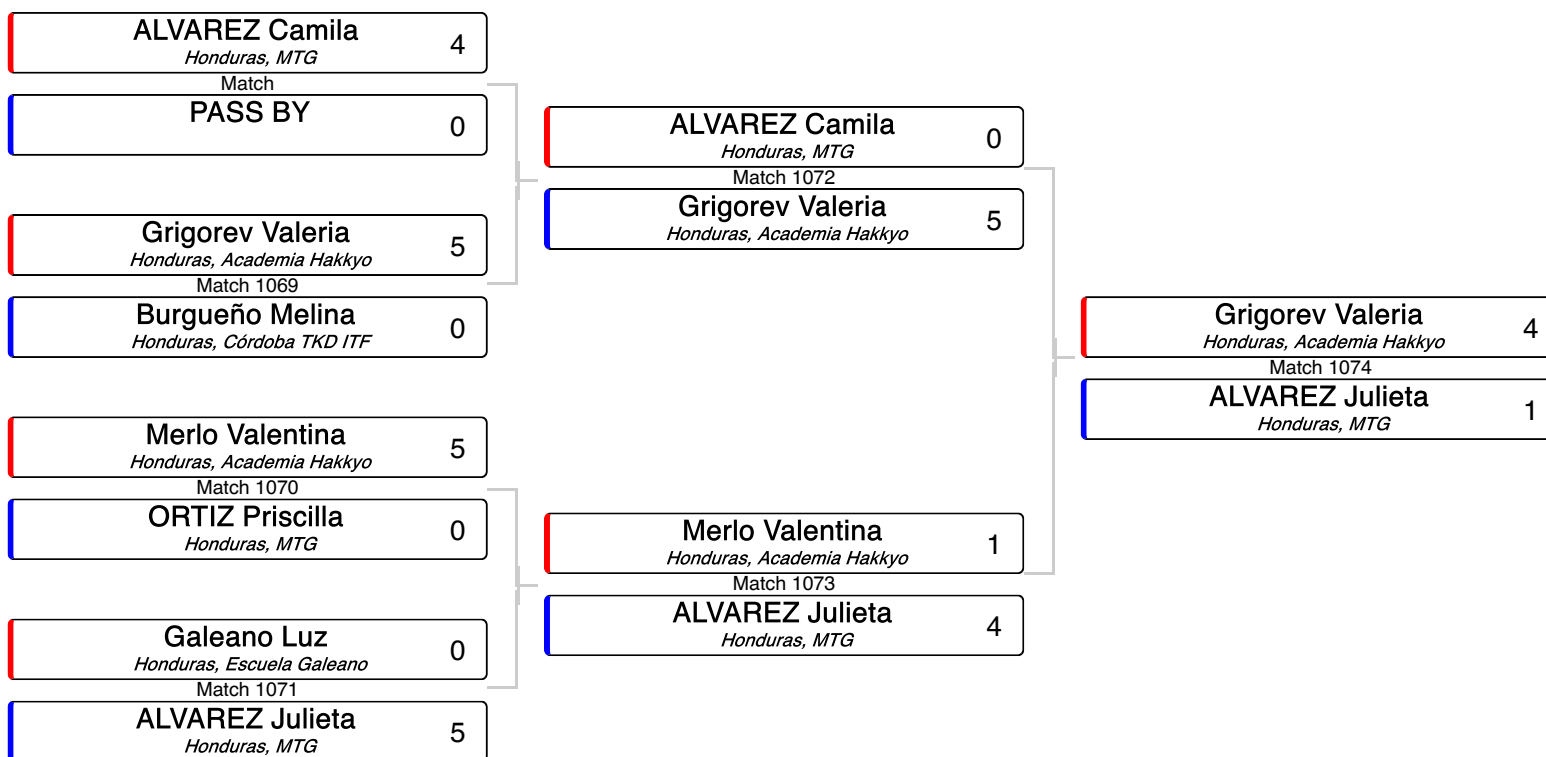 ALVAREZ Camila 4
Honduras, MTG
Match
PASS BY 0
Grigorev Valeria 5
Honduras, Academia Hakkyo
Match 1069
Burgueño Melina 0
Honduras, Córdoba TKD ITF
Merlo Valentina 5
Honduras, Academia Hakkyo
Match 1070
ORTIZ Priscilla 0
Honduras, MTG
Galeano Luz 0
Honduras, Escuela Galeano
Match 1071
ALVAREZ Julieta 5
Honduras, MTG
ALVAREZ Camila 0
Honduras, MTG
Match 1072
Grigorev Valeria 5
Honduras, Academia Hakkyo
Merlo Valentina 1
Honduras, Academia Hakkyo
Match 1073
ALVAREZ Julieta 4
Honduras, MTG
Grigorev Valeria 4
Honduras, Academia Hakkyo
Match 1074
ALVAREZ Julieta 1
Honduras, MTG